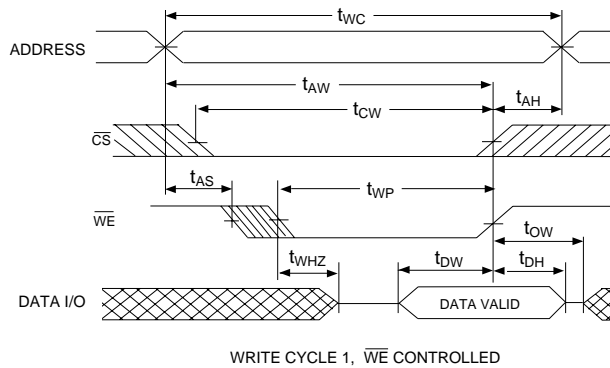 tWC
ADDRESS
tAW
tCW
tAH
CS
tAS
tWP
WE
tOW
tWHZ
tDW
tDH
DATA I/O
DATA VALID
WRITE CYCLE 1, WE CONTROLLED